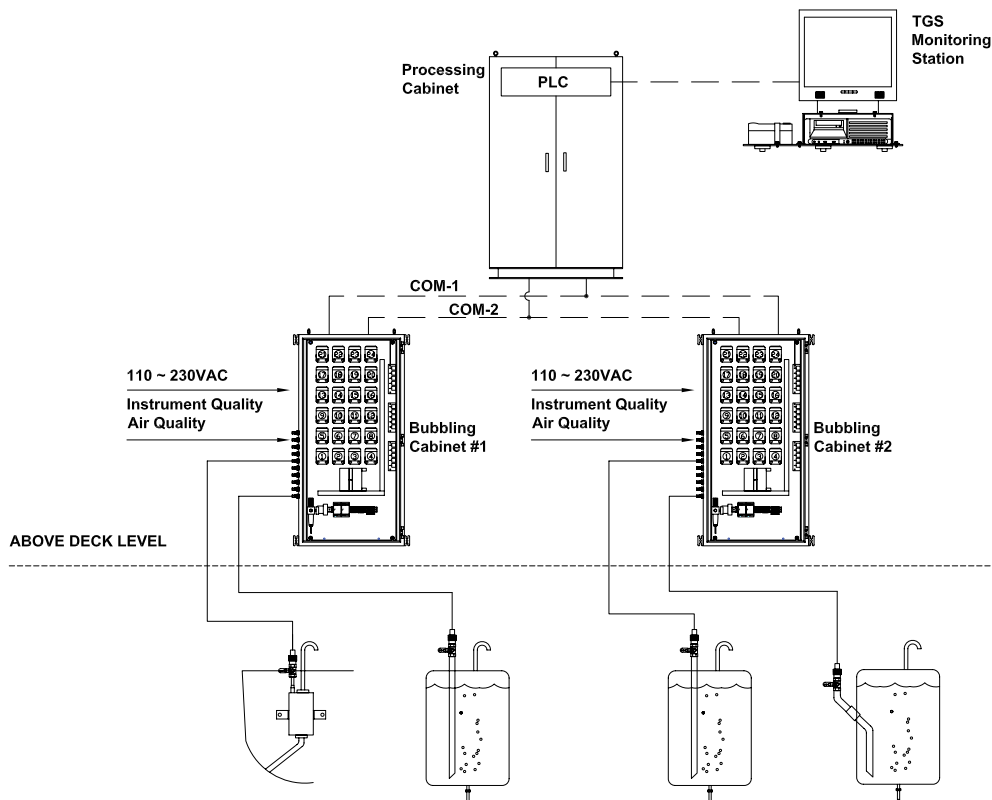 TGS
Monitoring
Station
Processing
Cabinet
PLC
COM-1
COM-2
110 ~ 230VAC
Instrument Quality
Air Quality
Bubbling
Cabinet #1
110 ~ 230VAC
Instrument Quality
Air Quality
Bubbling
Cabinet #2
ABOVE DECK LEVEL